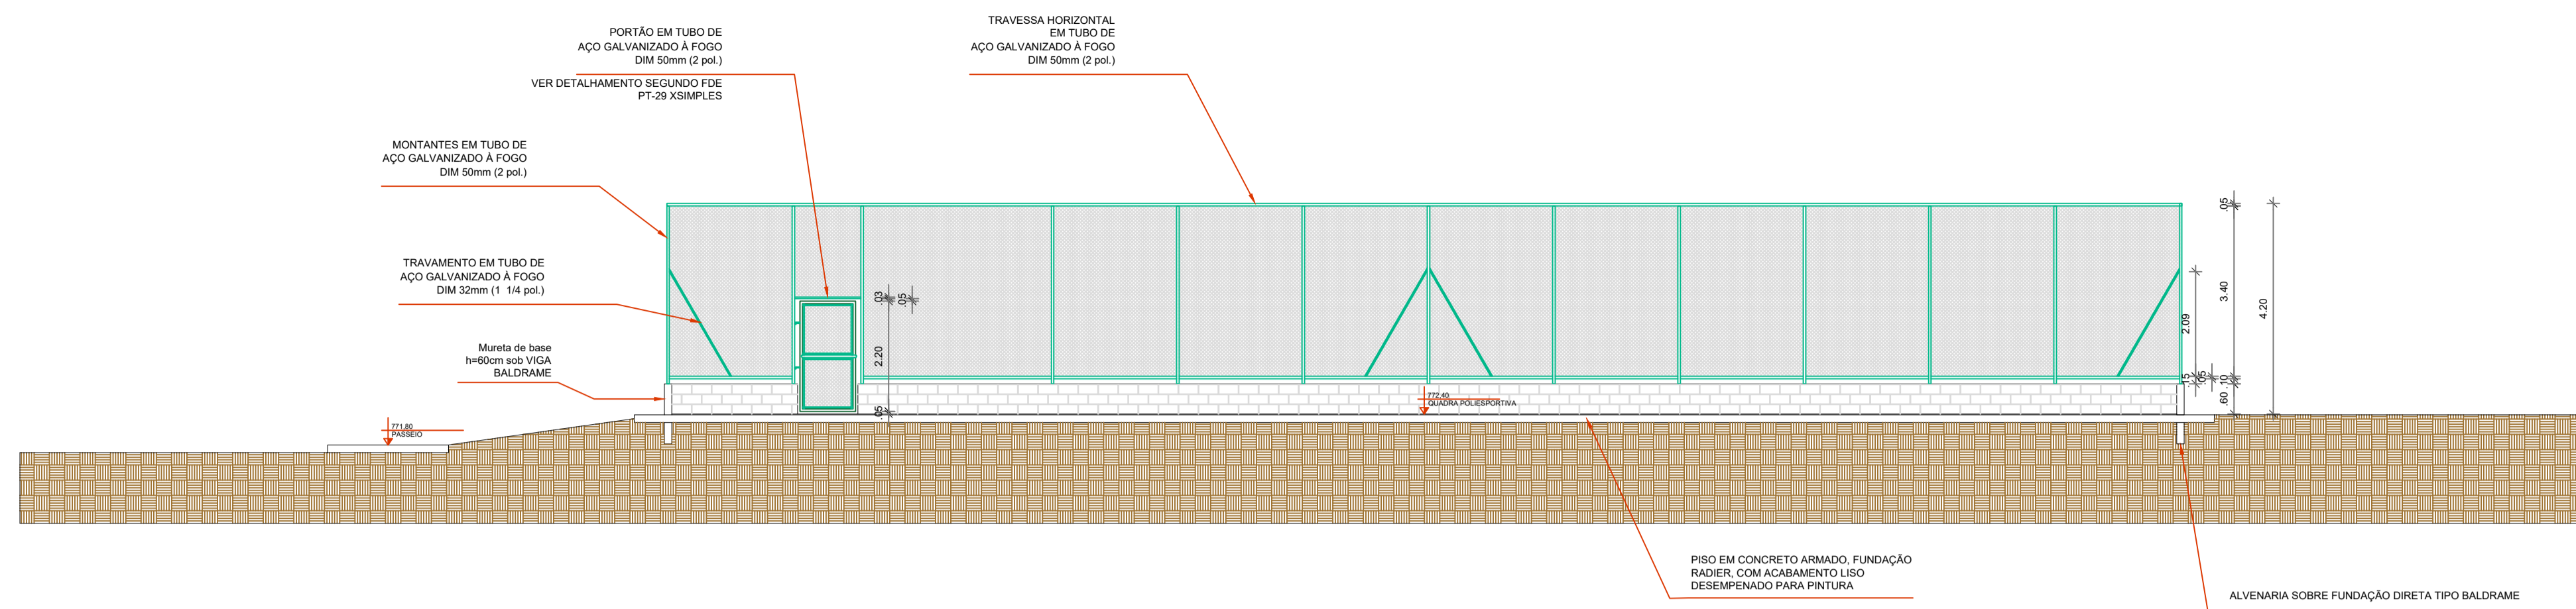 TRAVESSA HORIZONTAL
EM TUBO DE
AÇO GALVANIZADO À FOGO
DIM 50mm (2 pol.)
PORTÃO EM TUBO DE
AÇO GALVANIZADO À FOGO
DIM 50mm (2 pol.)
VER DETALHAMENTO SEGUNDO FDE
PT-29 XSIMPLES
MONTANTES EM TUBO DE
AÇO GALVANIZADO À FOGO
DIM 50mm (2 pol.)
TRAVAMENTO EM TUBO DE
AÇO GALVANIZADO À FOGO
DIM 32mm (1 1/4 pol.)
Mureta de base
h=60cm sob VIGA
BALDRAME
771,80
PASSEIO
.03
.05
2.20
.05
772,40
QUADRA POLIESPORTIVA
.05
3.40
4.20
2.09
.15
.05
.10
.60
PISO EM CONCRETO ARMADO, FUNDAÇÃO
RADIER, COM ACABAMENTO LISO
DESEMPENADO PARA PINTURA
ALVENARIA SOBRE FUNDAÇÃO DIRETA TIPO BALDRAME